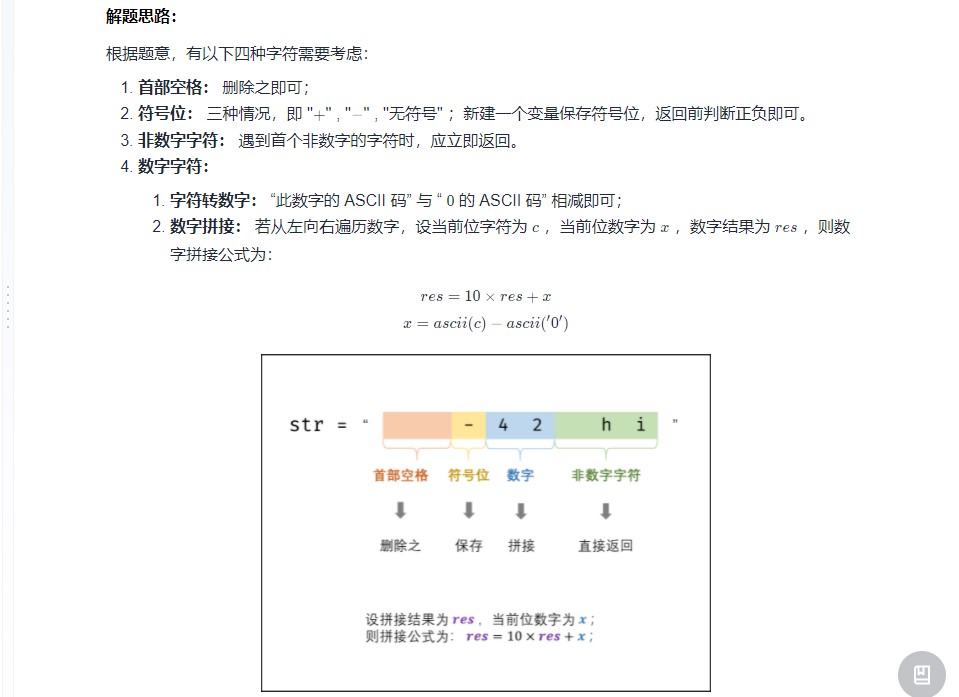 解题思路：
根据题意，有以下四种字符需要考虑：
1. 首部空格： 删除之即可；
2. 符号位： 三种情况，即 "+" , "−" , "无符号" ；新建一个变量保存符号位，返回前判断正负即可。
3. 非数字字符： 遇到首个非数字的字符时，应立即返回。
4. 数字字符：
1. 字符转数字： “此数字的 ASCII 码” 与 “ 0 的 ASCII 码” 相减即可；
2. 数字拼接： 若从左向右遍历数字，设当前位字符为 c ，当前位数字为 x ，数字结果为 res ，则数
字拼接公式为：
res = 10 × res + x
x = ascii(c) − ascii('0')
str = “ - 4 2 h i ”
首部空格 符号位 数字 非数字字符
删除之 保存 拼接 直接返回
设拼接结果为 res ，当前位数字为 x ；
则拼接公式为： res = 10 × res + x ；